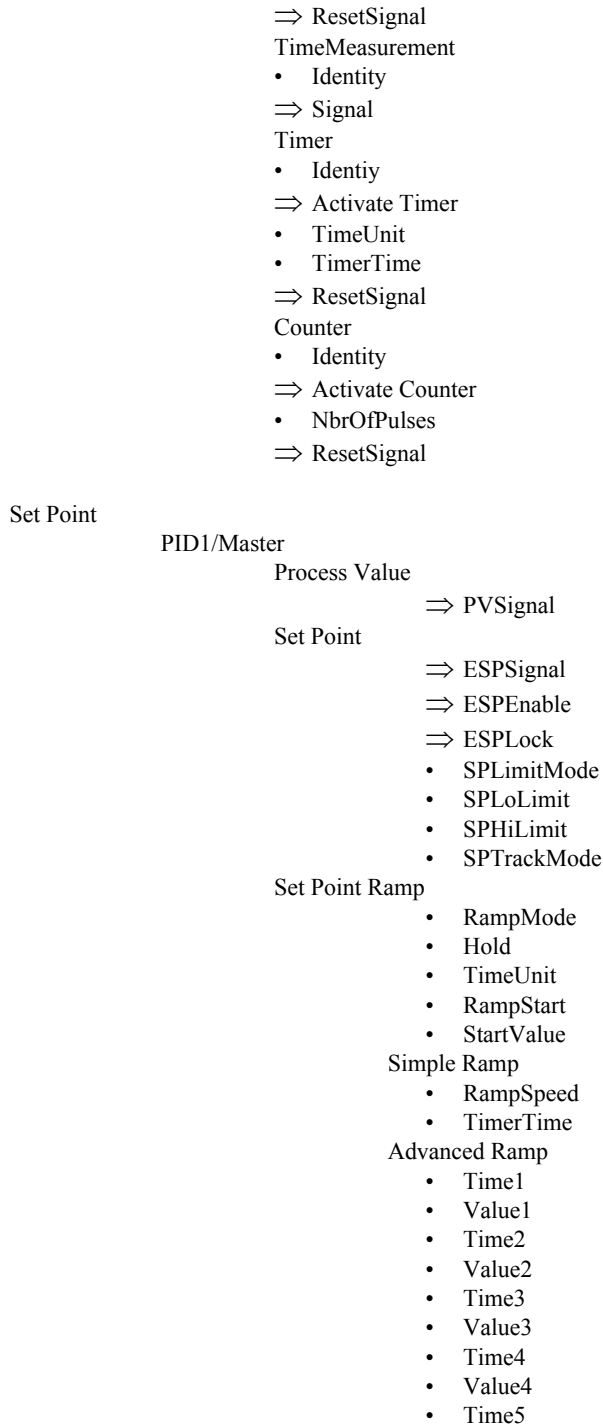 ⇒ ResetSignal
TimeMeasurement
• Identity
⇒ Signal
Timer
• Identiy
⇒ Activate Timer
• TimeUnit
• TimerTime
⇒ ResetSignal
Counter
• Identity
⇒ Activate Counter
• NbrOfPulses
⇒ ResetSignal
Set Point
PID1/Master
Process Value
⇒ PVSignal
Set Point
⇒ ESPSignal
⇒ ESPEnable
⇒ ESPLock
• SPLimitMode
• SPLoLimit
• SPHiLimit
• SPTrackMode
Set Point Ramp
• RampMode
• Hold
• TimeUnit
• RampStart
• StartValue
Simple Ramp
• RampSpeed
• TimerTime
Advanced Ramp
• Time1
• Value1
• Time2
• Value2
• Time3
• Value3
• Time4
• Value4
• Time5